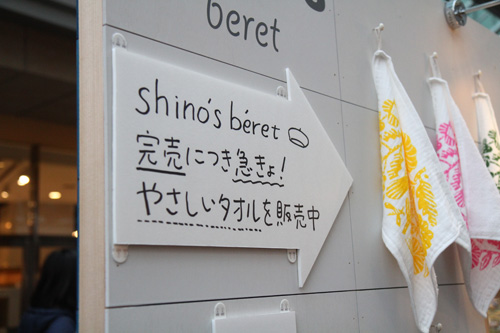 béret
shino's béret
完売につき急きょ!
やさしいタオルを販売中